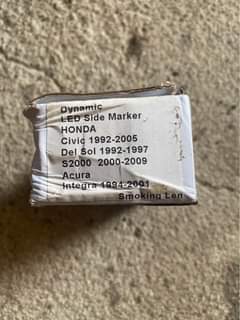 Dynamic
LED Side Marker
HONDA
Civic 1992-2005
Del Sol 1992-1997
S2000 2000-2009
Acura
Integra 1994-2001
Smoking Len